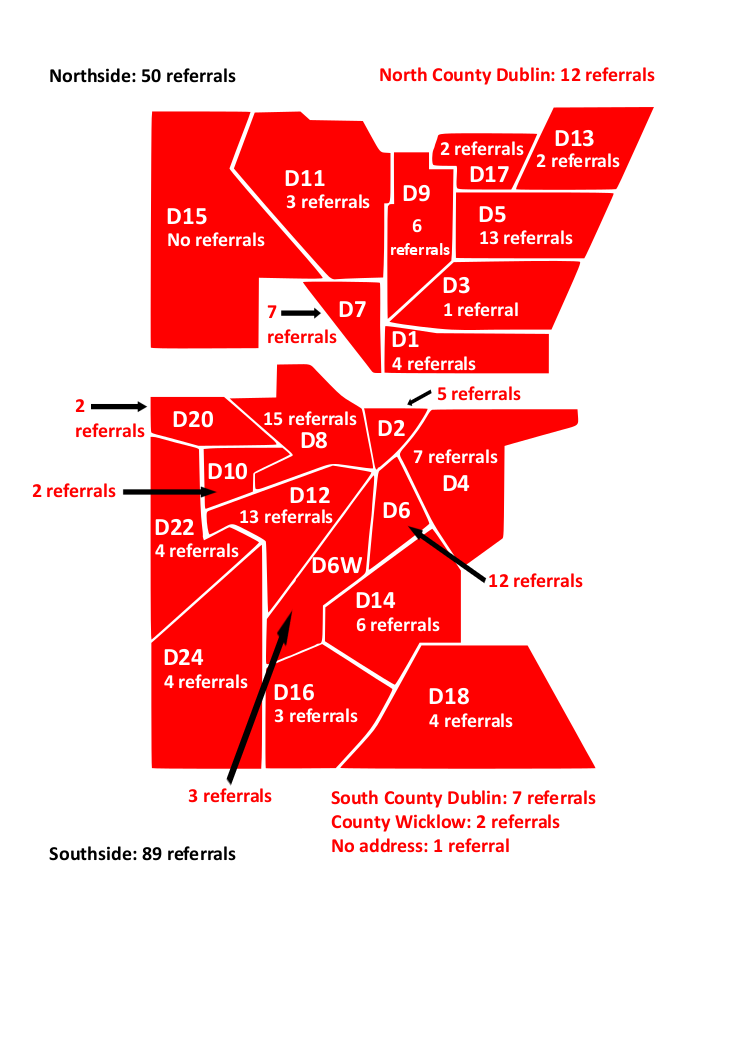 Northside: 50 referrals
North County Dublin: 12 referrals
D13
2 referrals
2 referrals
D17
D11
3 referrals
D9
6
referrals
D15
No referrals
D5
13 referrals
D3
1 referral
7
referrals
D7
D1
4 referrals
5 referrals
2
referrals
D20
15 referrals
D8
D2
7 referrals
D4
D10
2 referrals
D12
13 referrals
D6
D22
4 referrals
D6W
12 referrals
D14
6 referrals
D24
4 referrals
D16
3 referrals
D18
4 referrals
3 referrals
South County Dublin: 7 referrals
County Wicklow: 2 referrals
No address: 1 referral
Southside: 89 referrals